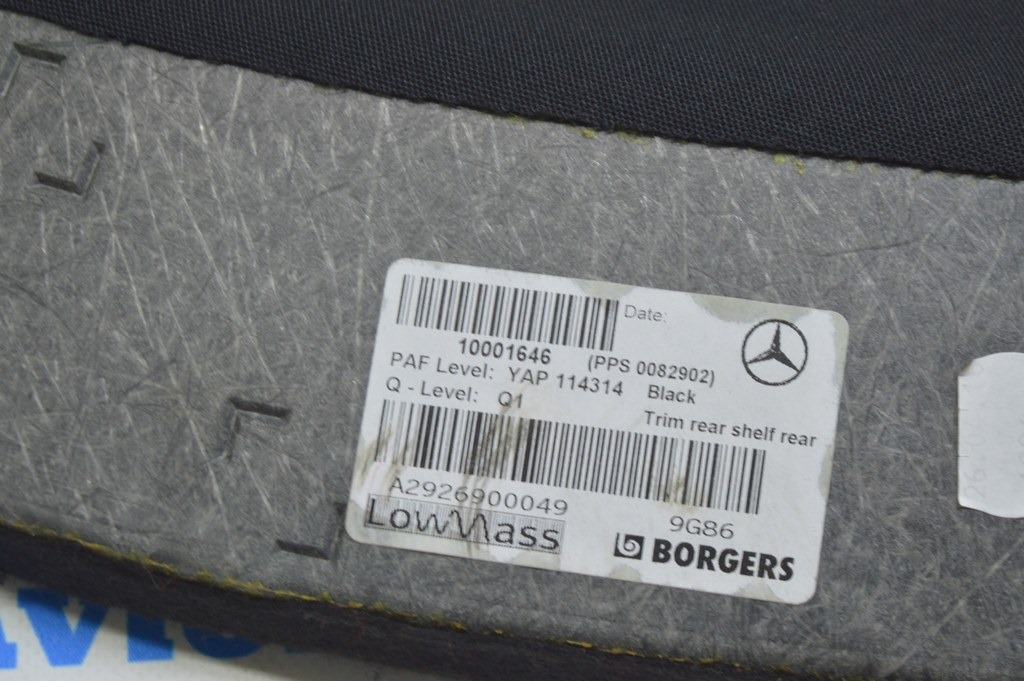 Date:
10001646 (PPS 0082902)
PAF Level: YAP 114314 Black
Q - Level: Q1
Trim rear shelf rear
A2926900049
9G86
LowMass
BORGERS